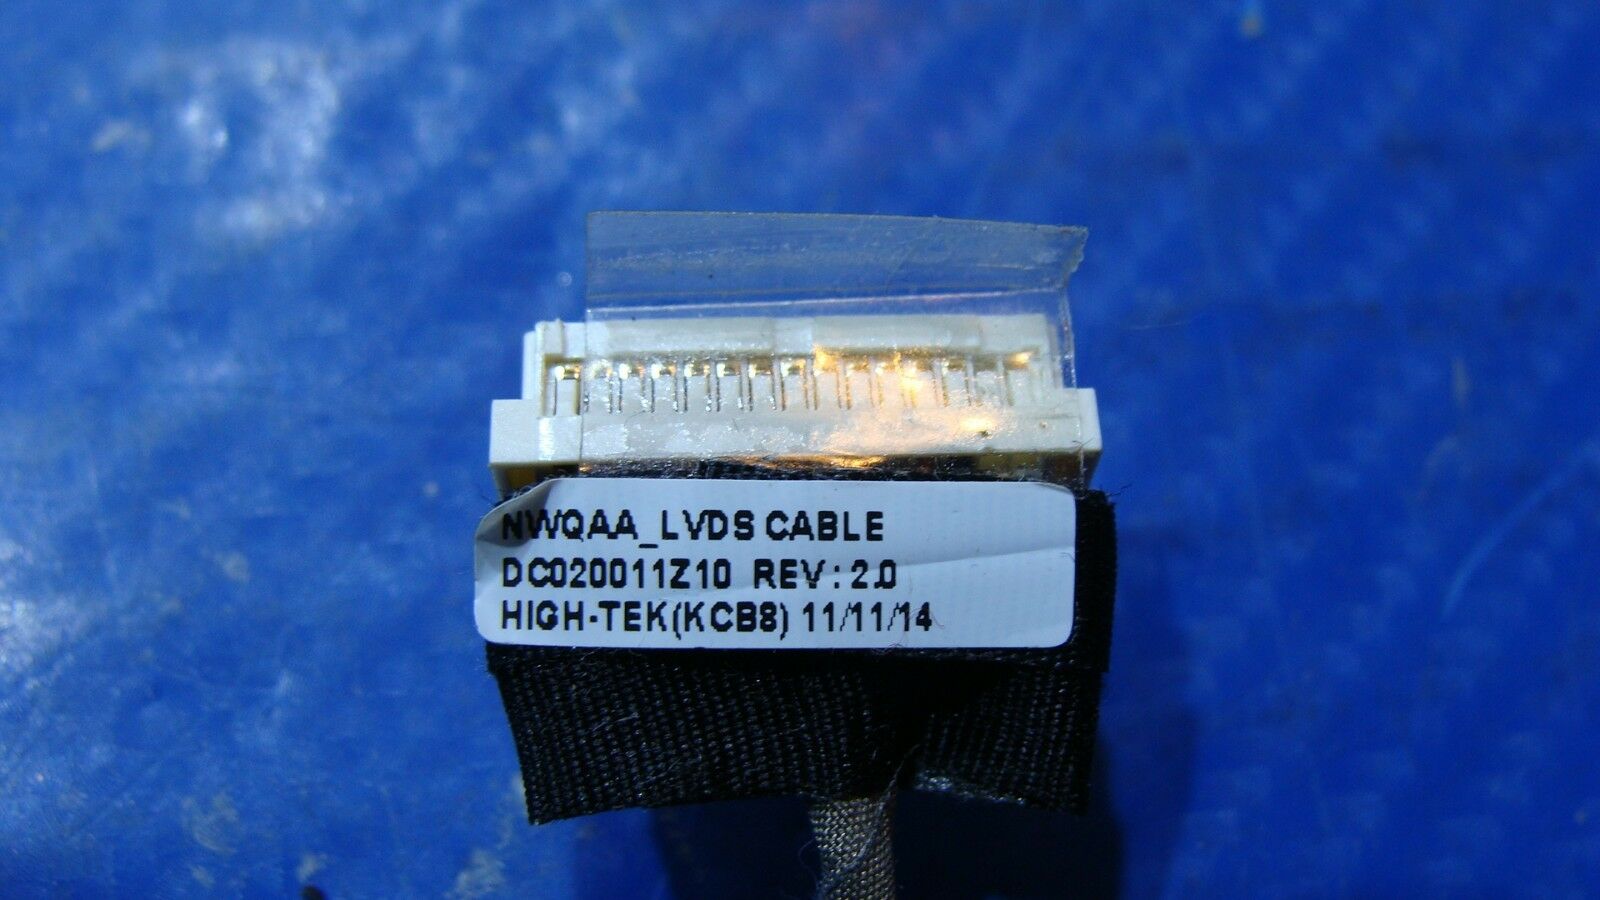 NWQAA_LVDS CABLE
DC020011Z10 REV: 2.0
HIGH-TEK(KCB8) 11/11/14